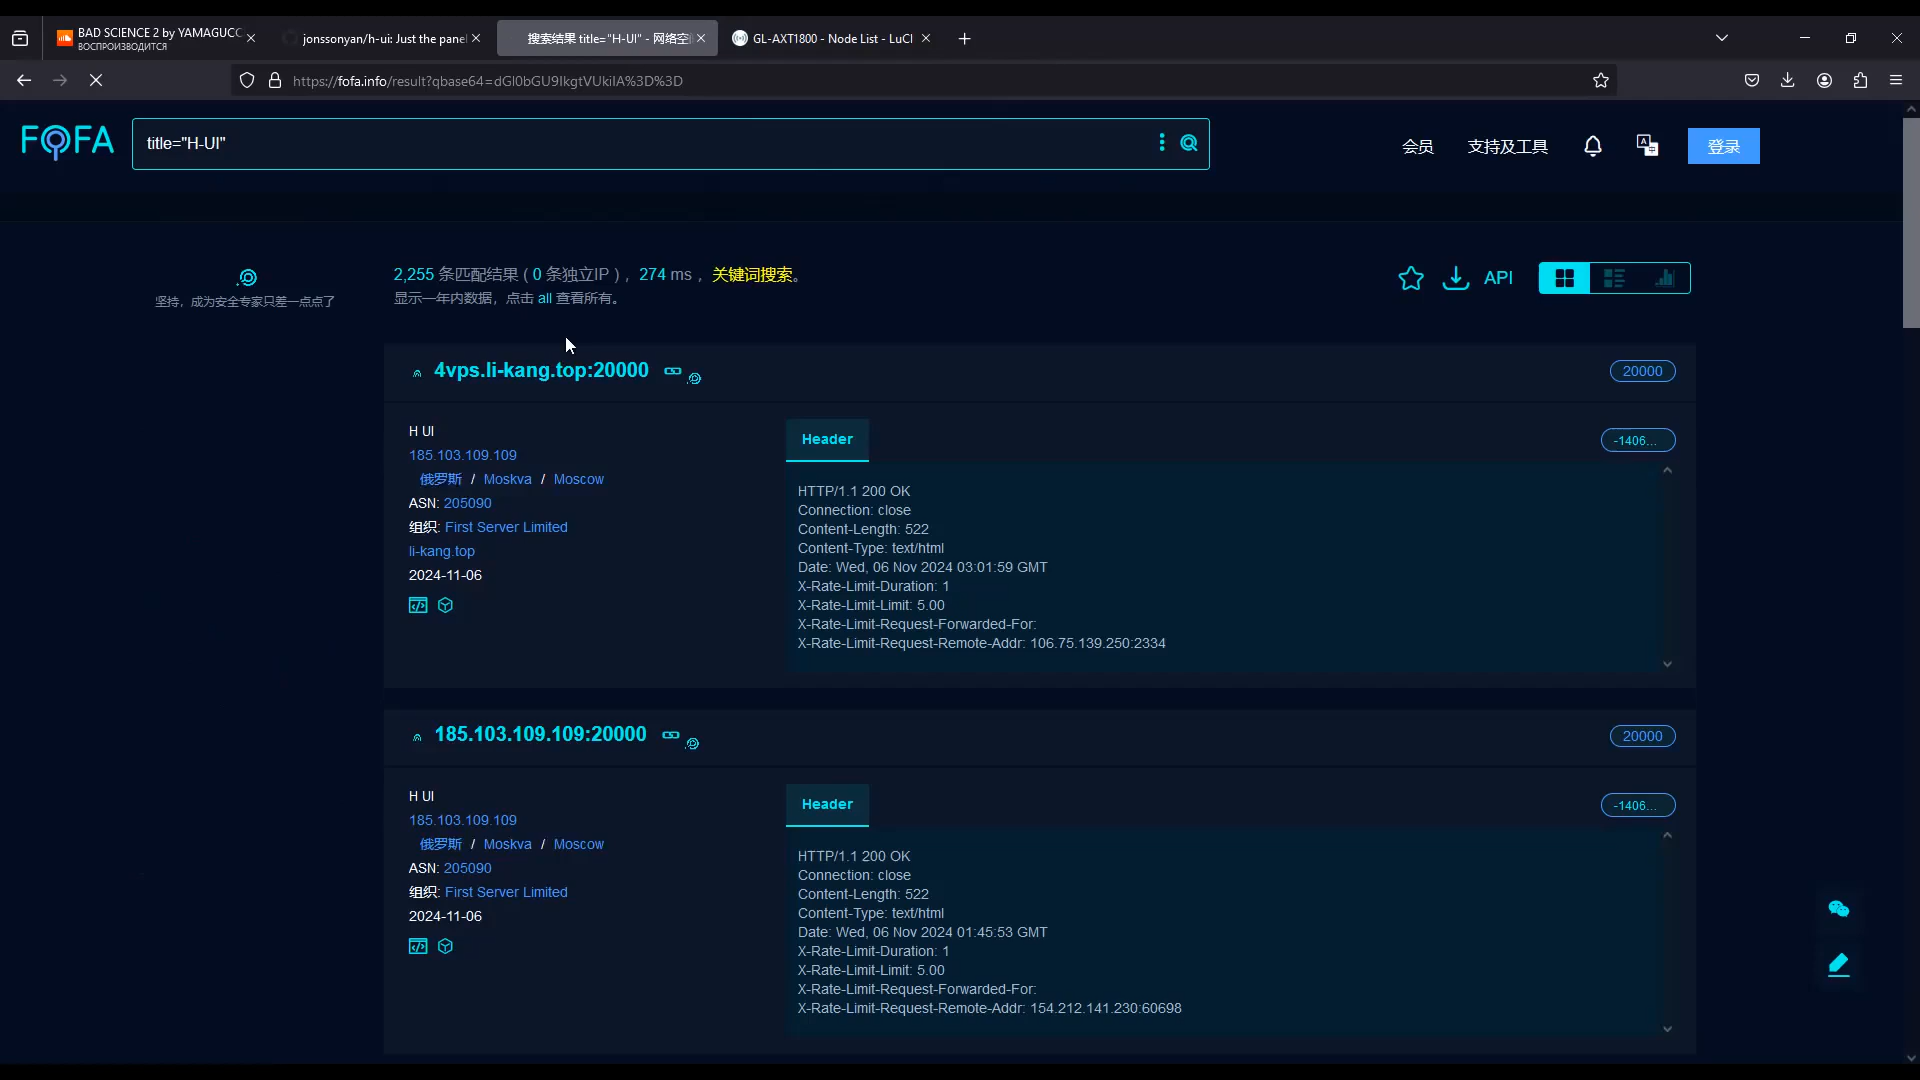 BAD SCIENCE 2 by YAMAGUCC
ВОСПРОИЗВОДИТСЯ
jonssonyan/h-ui: Just the panel
搜索结果 title="H-UI" - 网络空
GL-AXT1800 - Node List - LuCI
https://fofa.info/result?qbase64=dGl0bGU9IkgtVUkiIA%3D%3D
FOFA
title="H-UI"
会员
支持及工具
登录
坚持，成为安全专家只差一点点了
2,255 条匹配结果 ( 0 条独立IP ) ，274 ms ，关键词搜索。
显示一年内数据，点击 all 查看所有。
API
4vps.li-kang.top:20000
20000
H UI
185.103.109.109
俄罗斯 / Moskva / Moscow
ASN: 205090
组织: First Server Limited
li-kang.top
2024-11-06
Header
-1406...
HTTP/1.1 200 OK
Connection: close
Content-Length: 522
Content-Type: text/html
Date: Wed, 06 Nov 2024 03:01:59 GMT
X-Rate-Limit-Duration: 1
X-Rate-Limit-Limit: 5.00
X-Rate-Limit-Request-Forwarded-For:
X-Rate-Limit-Request-Remote-Addr: 106.75.139.250:2334
185.103.109.109:20000
20000
H UI
185.103.109.109
俄罗斯 / Moskva / Moscow
ASN: 205090
组织: First Server Limited
2024-11-06
Header
-1406...
HTTP/1.1 200 OK
Connection: close
Content-Length: 522
Content-Type: text/html
Date: Wed, 06 Nov 2024 01:45:53 GMT
X-Rate-Limit-Duration: 1
X-Rate-Limit-Limit: 5.00
X-Rate-Limit-Request-Forwarded-For:
X-Rate-Limit-Request-Remote-Addr: 154.212.141.230:60698